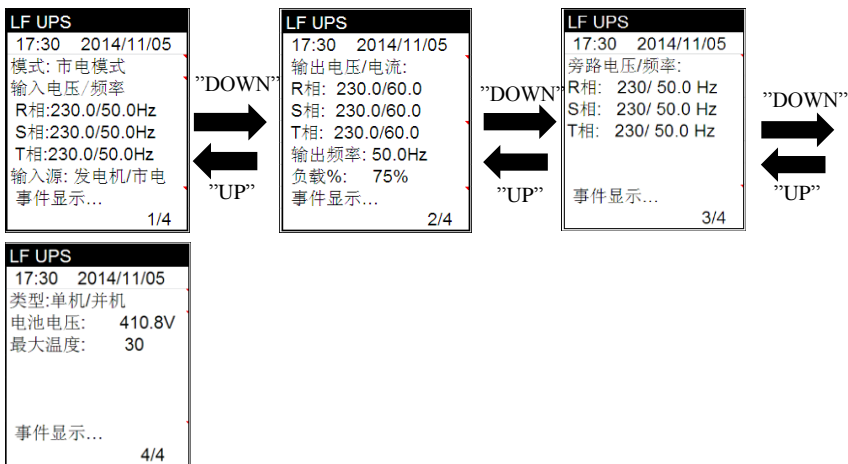 LF UPS
17:30 2014/11/05
模式: 市电模式
输入电压/频率
R相:230.0/50.0Hz
S相:230.0/50.0Hz
T相:230.0/50.0Hz
输入源: 发电机/市电
事件显示...
1/4
”DOWN”
”UP”
LF UPS
17:30 2014/11/05
输出电压/电流:
R相: 230.0/60.0
S相: 230.0/60.0
T相: 230.0/60.0
输出频率: 50.0Hz
负载%: 75%
事件显示...
2/4
”DOWN”
”UP”
LF UPS
17:30 2014/11/05
旁路电压/频率:
R相: 230/ 50.0 Hz
S相: 230/ 50.0 Hz
T相: 230/ 50.0 Hz
事件显示...
3/4
”DOWN”
”UP”
LF UPS
17:30 2014/11/05
类型:单机/并机
电池电压: 410.8V
最大温度: 30
事件显示...
4/4